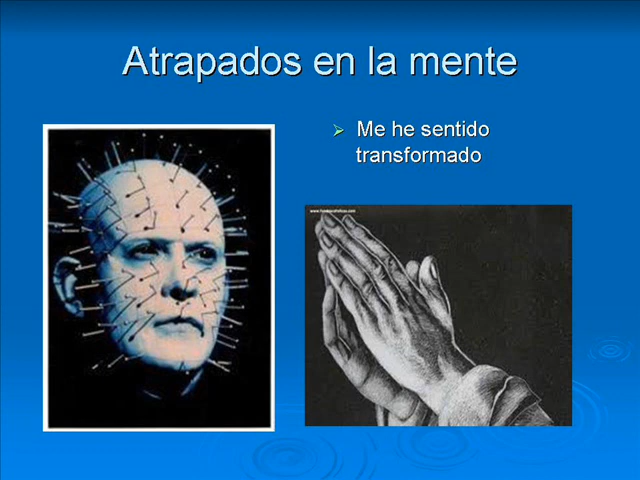 Atrapados en la mente
Me he sentido
transformado